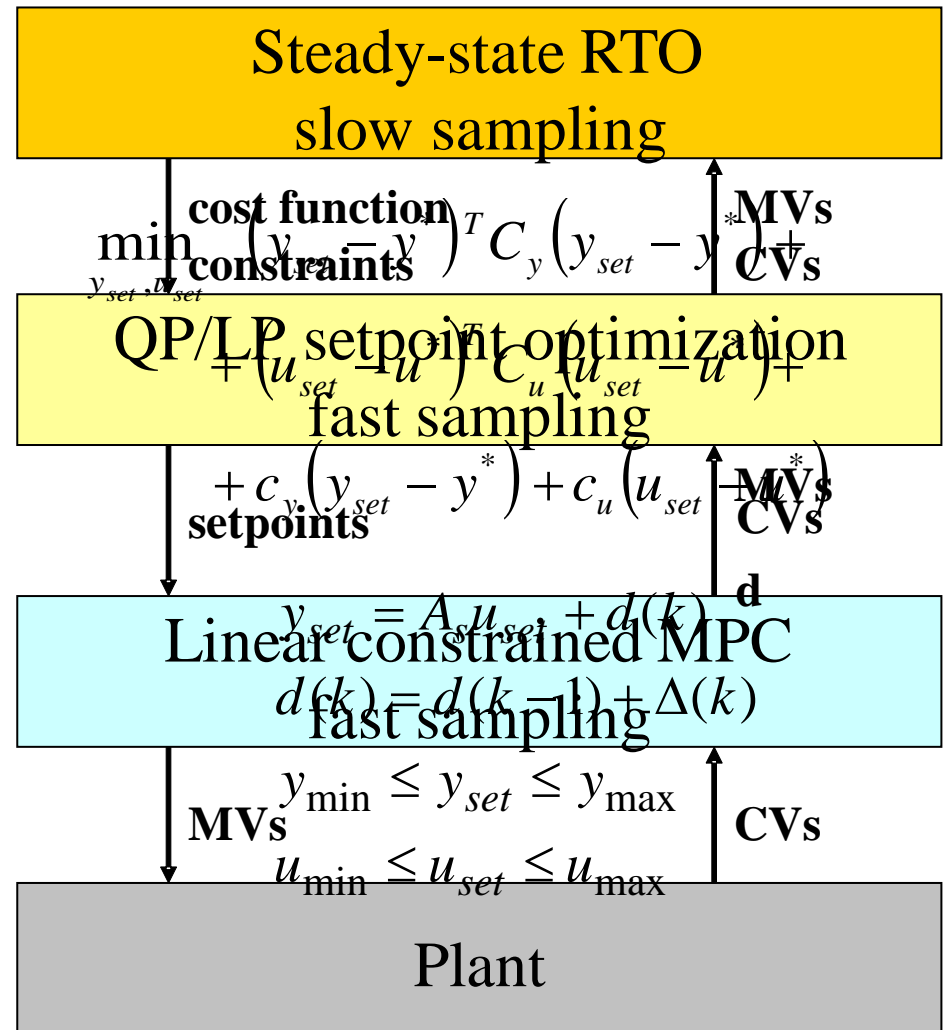 Steady-state RTO
slow sampling
cost function
constraints
MVs
CVs
min (y_set − y^*)^T C_y (y_set − y^*) +
y_set , u_set
QP/LP setpoint optimization
fast sampling
+ (u_set − u^*)^T C_u (u_set − u^*) +
+ c_y (y_set − y^*) + c_u (u_set − u^*)
setpoints
MVs
CVs
d
y_set = A_s u_set + d(k)
Linear constrained MPC
fast sampling
d(k) = d(k − 1) + Δ(k)
y_min ≤ y_set ≤ y_max
MVs
CVs
u_min ≤ u_set ≤ u_max
Plant